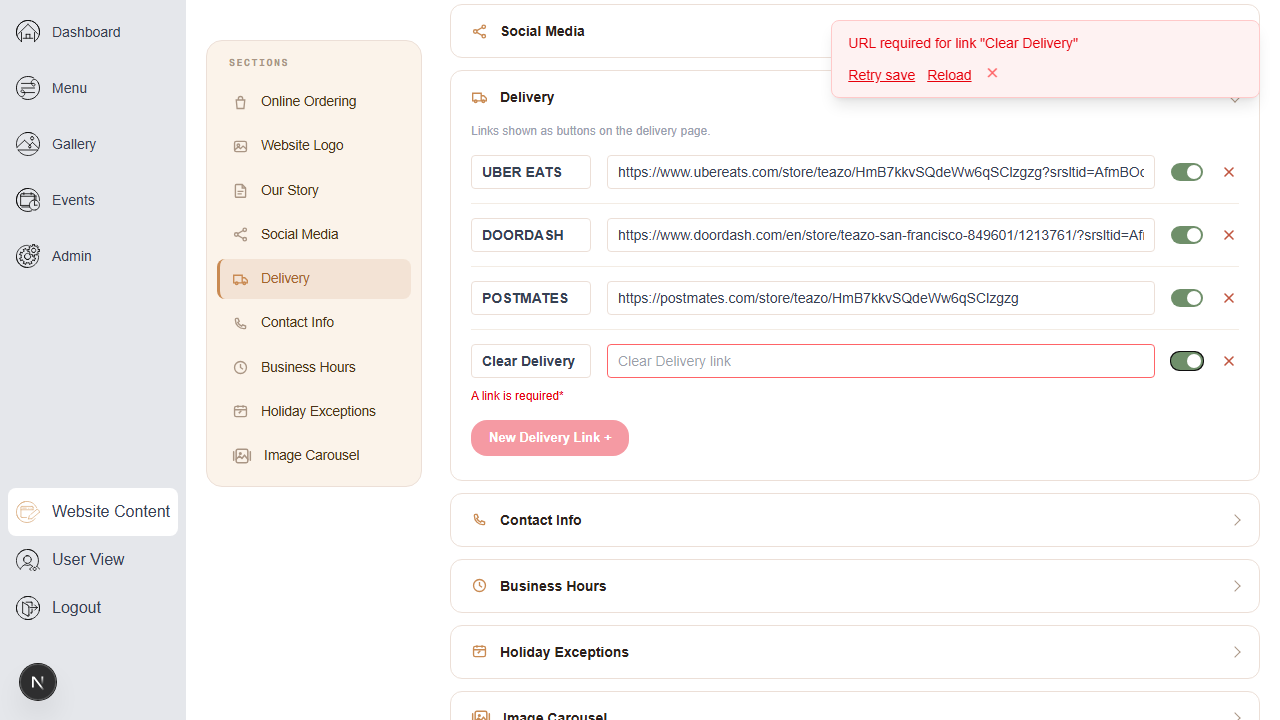 Dashboard
Menu
Gallery
Events
Admin
Website Content
User View
Logout
N
SECTIONS
Online Ordering
Website Logo
Our Story
Social Media
Delivery
Contact Info
Business Hours
Holiday Exceptions
Image Carousel
Social Media
URL required for link "Clear Delivery"
Retry save Reload
Delivery
Links shown as buttons on the delivery page.
UBER EATS https://www.ubereats.com/store/teazo/HmB7kkvSQdeWw6qSClzgzg?srsltid=AfmBOc
DOORDASH https://www.doordash.com/en/store/teazo-san-francisco-849601/1213761/?srsltid=Af
POSTMATES https://postmates.com/store/teazo/HmB7kkvSQdeWw6qSClzgzg
Clear Delivery Clear Delivery link
A link is required*
New Delivery Link +
Contact Info
Business Hours
Holiday Exceptions
Image Carousel